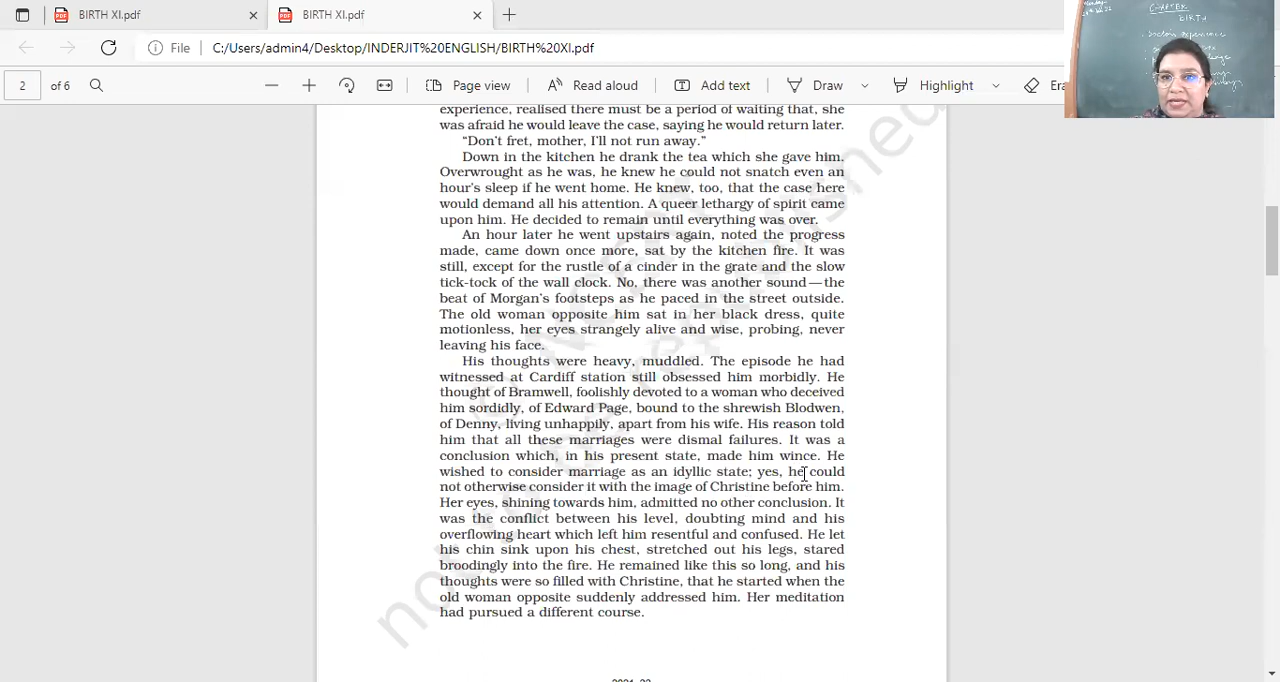 BIRTH XI.pdf
BIRTH XI.pdf
File
C:/Users/admin4/Desktop/INDERJIT%20ENGLISH/BIRTH%20XI.pdf
2 of 6
Page view
Read aloud
Add text
Draw
Highlight
Era
CHAPTER
BIRTH
experience, realised there must be a period of waiting that, she
was afraid he would leave the case, saying he would return later.
“Don’t fret, mother, I’ll not run away.”
Down in the kitchen he drank the tea which she gave him.
Overwrought as he was, he knew he could not snatch even an
hour’s sleep if he went home. He knew, too, that the case here
would demand all his attention. A queer lethargy of spirit came
upon him. He decided to remain until everything was over.
An hour later he went upstairs again, noted the progress
made, came down once more, sat by the kitchen fire. It was
still, except for the rustle of a cinder in the grate and the slow
tick-tock of the wall clock. No, there was another sound — the
beat of Morgan’s footsteps as he paced in the street outside.
The old woman opposite him sat in her black dress, quite
motionless, her eyes strangely alive and wise, probing, never
leaving his face.
His thoughts were heavy, muddled. The episode he had
witnessed at Cardiff station still obsessed him morbidly. He
thought of Bramwell, foolishly devoted to a woman who deceived
him sordidly, of Edward Page, bound to the shrewish Blodwen,
of Denny, living unhappily, apart from his wife. His reason told
him that all these marriages were dismal failures. It was a
conclusion which, in his present state, made him wince. He
wished to consider marriage as an idyllic state; yes, he could
not otherwise consider it with the image of Christine before him.
Her eyes, shining towards him, admitted no other conclusion. It
was the conflict between his level, doubting mind and his
overflowing heart which left him resentful and confused. He let
his chin sink upon his chest, stretched out his legs, stared
broodingly into the fire. He remained like this so long, and his
thoughts were so filled with Christine, that he started when the
old woman opposite suddenly addressed him. Her meditation
had pursued a different course.